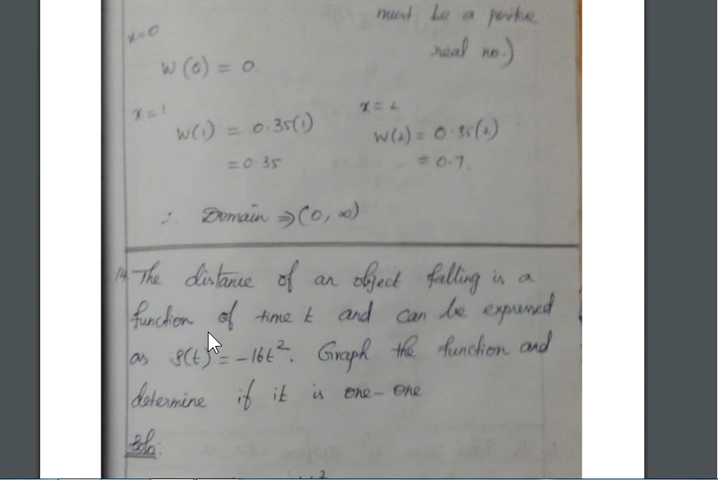 must be a positive
real no.)
x=0
W(0) = 0.
x=1
x=2
W(1) = 0.35(1)
W(2) = 0.35(2)
= 0.35
= 0.7.
∴ Domain ⇒ (0, ∞)
14. The distance of an object falling is a
function of time t and can be expressed
as S(t) = -16t². Graph the function and
determine if it is one-one.
Soln: